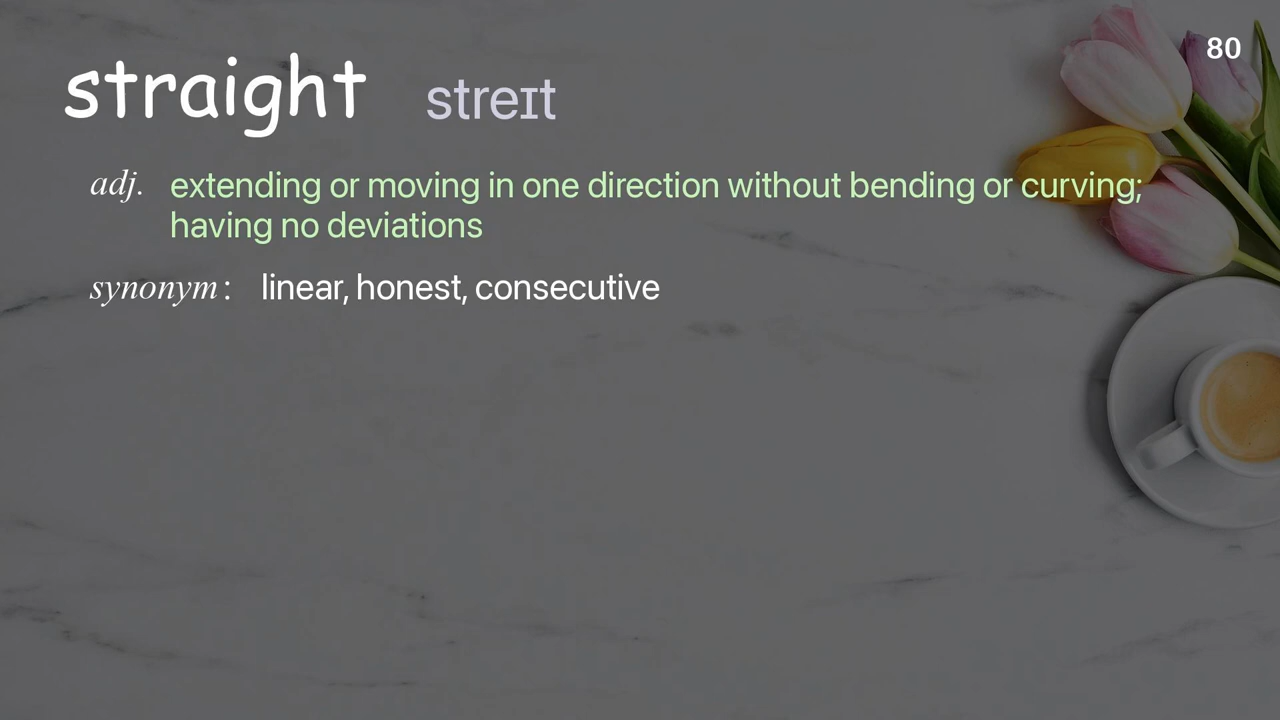 80
straight streɪt
adj. extending or moving in one direction without bending or curving;
having no deviations
synonym: linear, honest, consecutive